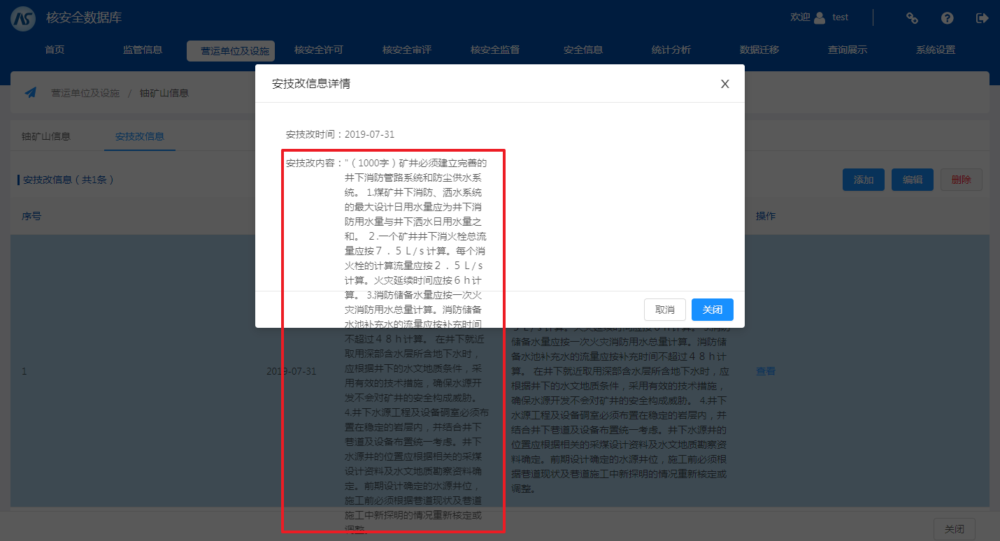 核安全数据库
欢迎 test
首页 监管信息 营运单位及设施 核安全许可 核安全审评 核安全监督 安全信息 统计分析 数据迁移 查询展示 系统设置
营运单位及设施 / 铀矿山信息
铀矿山信息 安技改信息
安技改信息（共1条）
添加 编辑 删除
序号 操作
安技改信息详情 X
安技改时间：2019-07-31
安技改内容："（1000字）矿井必须建立完善的
井下消防管路系统和防尘供水系
统。 1.煤矿井下消防、洒水系统
的最大设计日用水量应为井下消
防用水量与井下洒水日用水量之
和。 ２.一个矿井井下消火栓总流
量应按７．５Ｌ/ｓ计算。每个消
火栓的计算流量应按２．５Ｌ/ｓ
计算。火灾延续时间应按６ｈ计
算。 3.消防储备水量应按一次火
灾消防用水总量计算。消防储备
水池补充水的流量应按补充时间
不超过４８ｈ计算。 在井下就近
取用深部含水层所含地下水时，
应根据井下的水文地质条件，采
用有效的技术措施，确保水源开
发不会对矿井的安全构成威胁。
4.井下水源工程及设备硐室必须布
置在稳定的岩层内，并结合井下
巷道及设备布置统一考虑。井下
水源井的位置应根据相关的采煤
设计资料及水文地质勘察资料确
定。前期设计确定的水源井位，
施工前必须根据巷道现状及巷道
施工中新探明的情况重新核定或
调整。
取消 关闭
1 2019-07-31
５Ｌ/ｓ计算。火灾延续时间应按６ｈ计算。 3.消防
储备水量应按一次火灾消防用水总量计算。消防储
备水池补充水的流量应按补充时间不超过４８ｈ计
算。 在井下就近取用深部含水层所含地下水时，应
根据井下的水文地质条件，采用有效的技术措施，
确保水源开发不会对矿井的安全构成威胁。 4.井下
水源工程及设备硐室必须布置在稳定的岩层内，并
结合井下巷道及设备布置统一考虑。井下水源井的
位置应根据相关的采煤设计资料及水文地质勘察资
料确定。前期设计确定的水源井位，施工前必须根
据巷道现状及巷道施工中新探明的情况重新核定或
调整。
查看
关闭